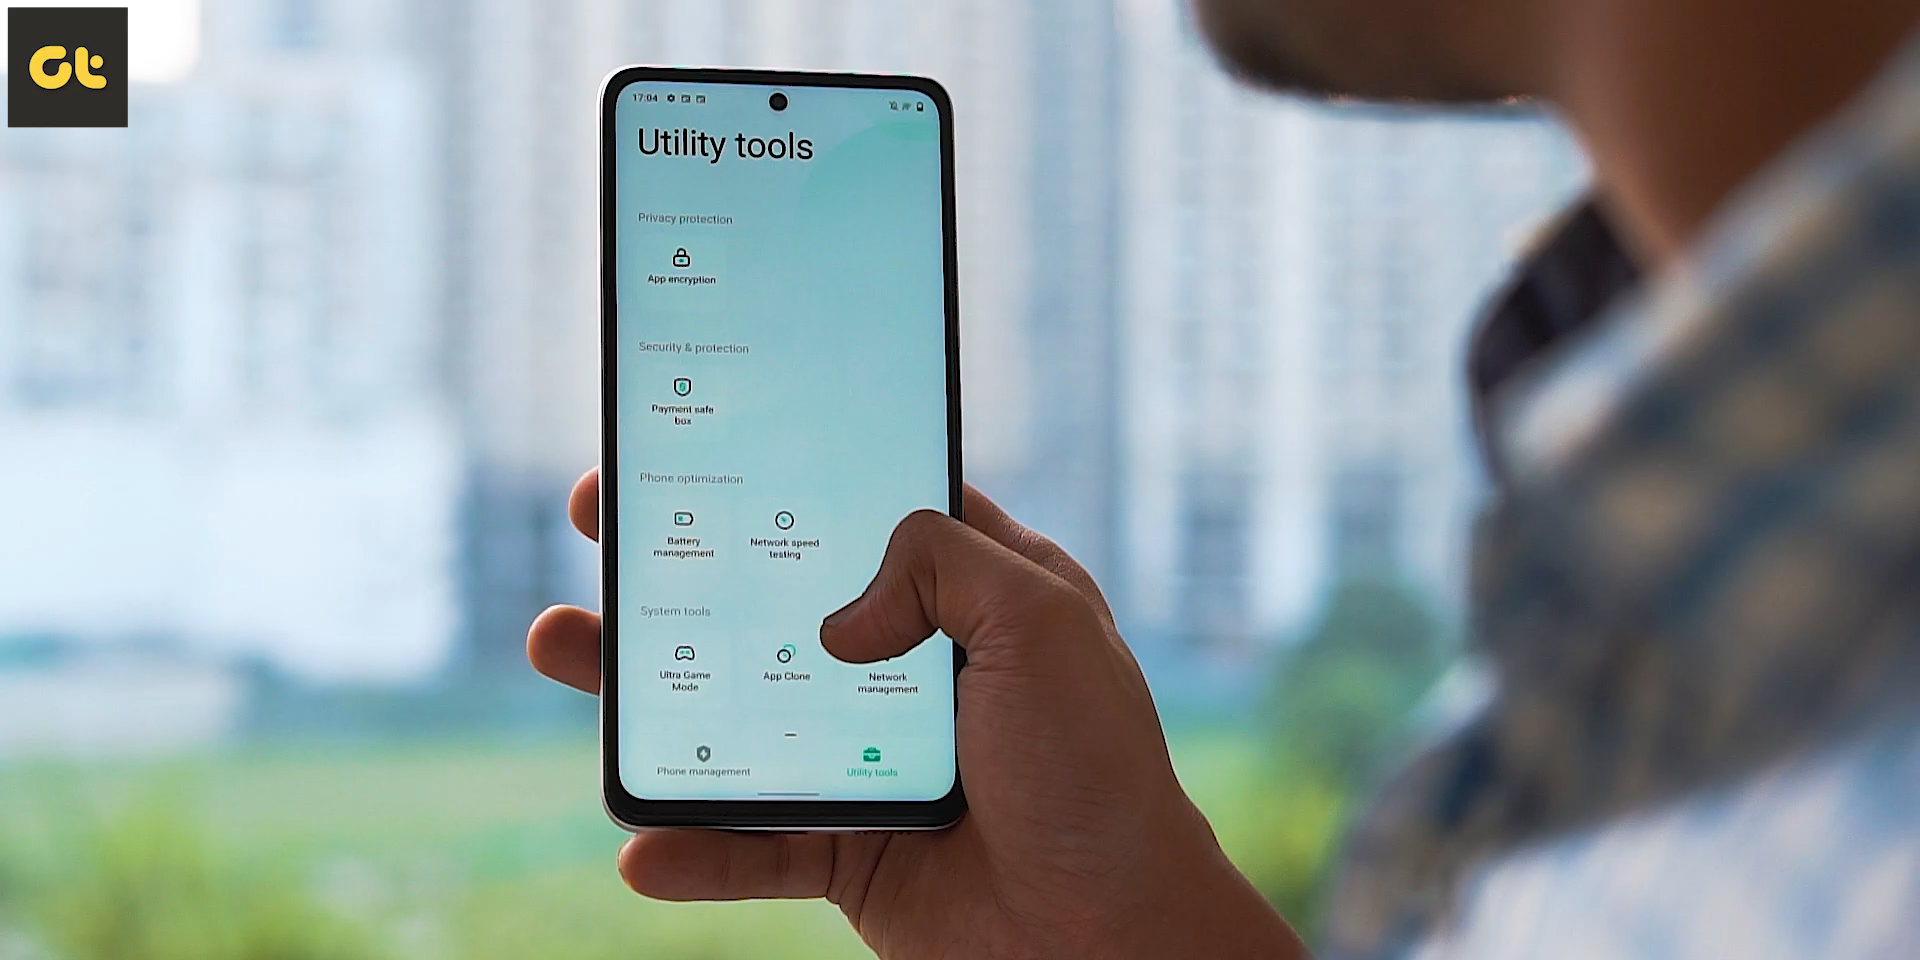 Gt
17:04
Utility tools
Privacy protection
App encryption
Security & protection
Payment safe
box
Phone optimization
Battery
management
Network speed
testing
System tools
Ultra Game
Mode
App Clone
Network
management
Phone management
Utility tools